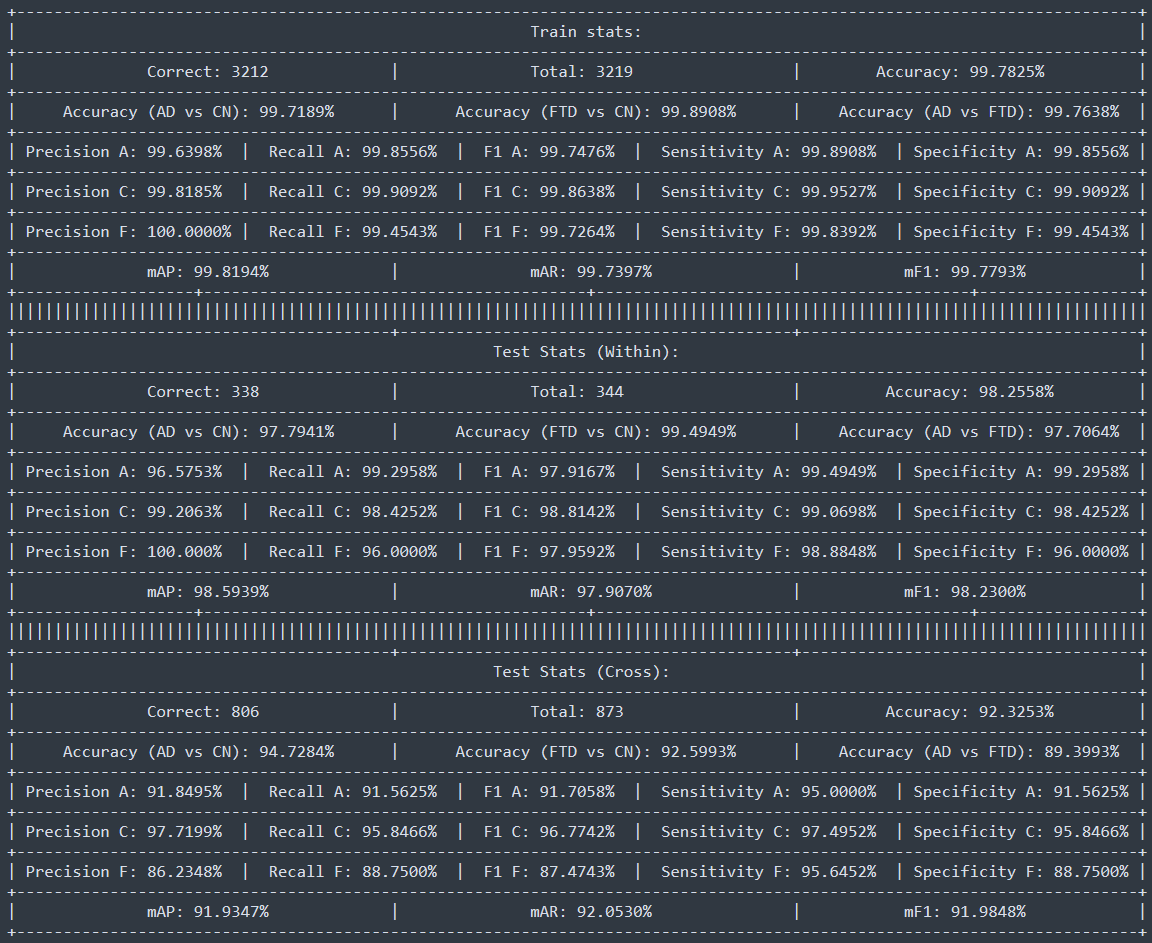 Train stats:
Correct: 3212 | Total: 3219 | Accuracy: 99.7825%
Accuracy (AD vs CN): 99.7189% | Accuracy (FTD vs CN): 99.8908% | Accuracy (AD vs FTD): 99.7638%
Precision A: 99.6398% | Recall A: 99.8556% | F1 A: 99.7476% | Sensitivity A: 99.8908% | Specificity A: 99.8556%
Precision C: 99.8185% | Recall C: 99.9092% | F1 C: 99.8638% | Sensitivity C: 99.9527% | Specificity C: 99.9092%
Precision F: 100.0000% | Recall F: 99.4543% | F1 F: 99.7264% | Sensitivity F: 99.8392% | Specificity F: 99.4543%
mAP: 99.8194% | mAR: 99.7397% | mF1: 99.7793%
Test Stats (Within):
Correct: 338 | Total: 344 | Accuracy: 98.2558%
Accuracy (AD vs CN): 97.7941% | Accuracy (FTD vs CN): 99.4949% | Accuracy (AD vs FTD): 97.7064%
Precision A: 96.5753% | Recall A: 99.2958% | F1 A: 97.9167% | Sensitivity A: 99.4949% | Specificity A: 99.2958%
Precision C: 99.2063% | Recall C: 98.4252% | F1 C: 98.8142% | Sensitivity C: 99.0698% | Specificity C: 98.4252%
Precision F: 100.000% | Recall F: 96.0000% | F1 F: 97.9592% | Sensitivity F: 98.8848% | Specificity F: 96.0000%
mAP: 98.5939% | mAR: 97.9070% | mF1: 98.2300%
Test Stats (Cross):
Correct: 806 | Total: 873 | Accuracy: 92.3253%
Accuracy (AD vs CN): 94.7284% | Accuracy (FTD vs CN): 92.5993% | Accuracy (AD vs FTD): 89.3993%
Precision A: 91.8495% | Recall A: 91.5625% | F1 A: 91.7058% | Sensitivity A: 95.0000% | Specificity A: 91.5625%
Precision C: 97.7199% | Recall C: 95.8466% | F1 C: 96.7742% | Sensitivity C: 97.4952% | Specificity C: 95.8466%
Precision F: 86.2348% | Recall F: 88.7500% | F1 F: 87.4743% | Sensitivity F: 95.6452% | Specificity F: 88.7500%
mAP: 91.9347% | mAR: 92.0530% | mF1: 91.9848%